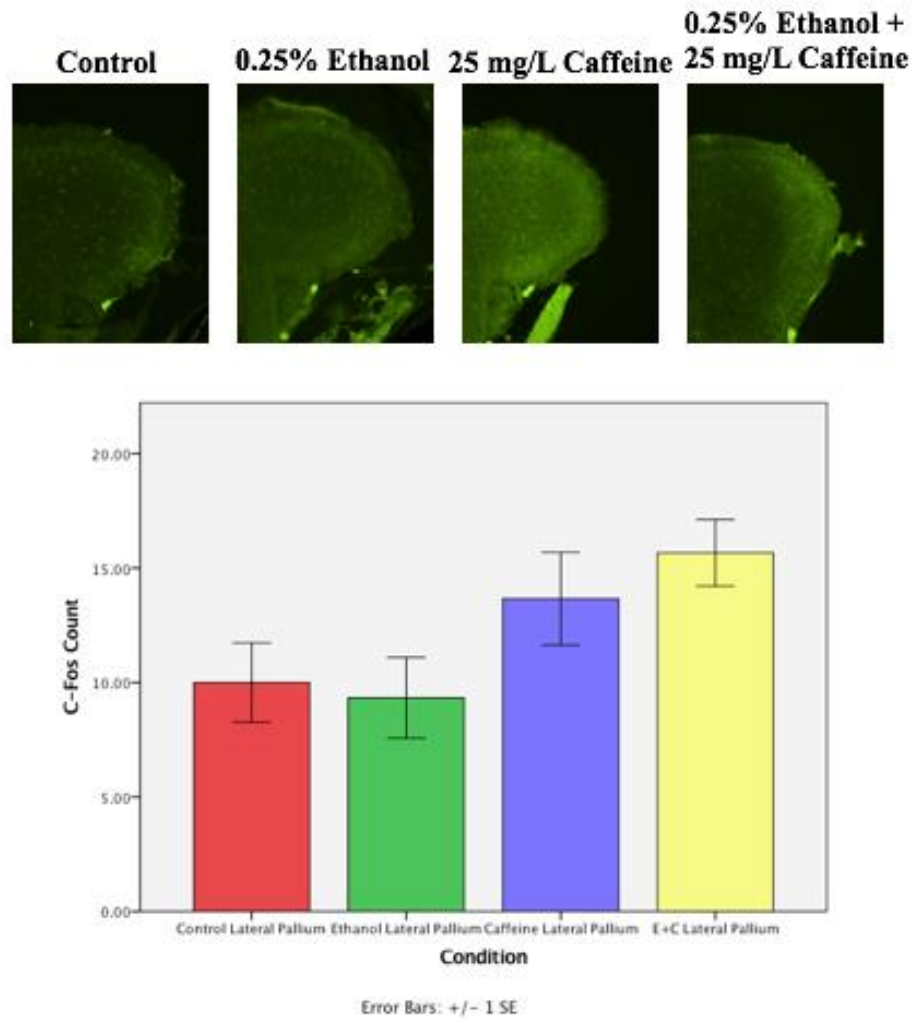 Control
0.25% Ethanol
25 mg/L Caffeine
0.25% Ethanol +
25 mg/L Caffeine
20.00
15.00
10.00
5.00
0.00
C-Fos Count
Control Lateral Pallium
Ethanol Lateral Pallium
Caffeine Lateral Pallium
E+C Lateral Pallium
Condition
Error Bars: +/- 1 SE